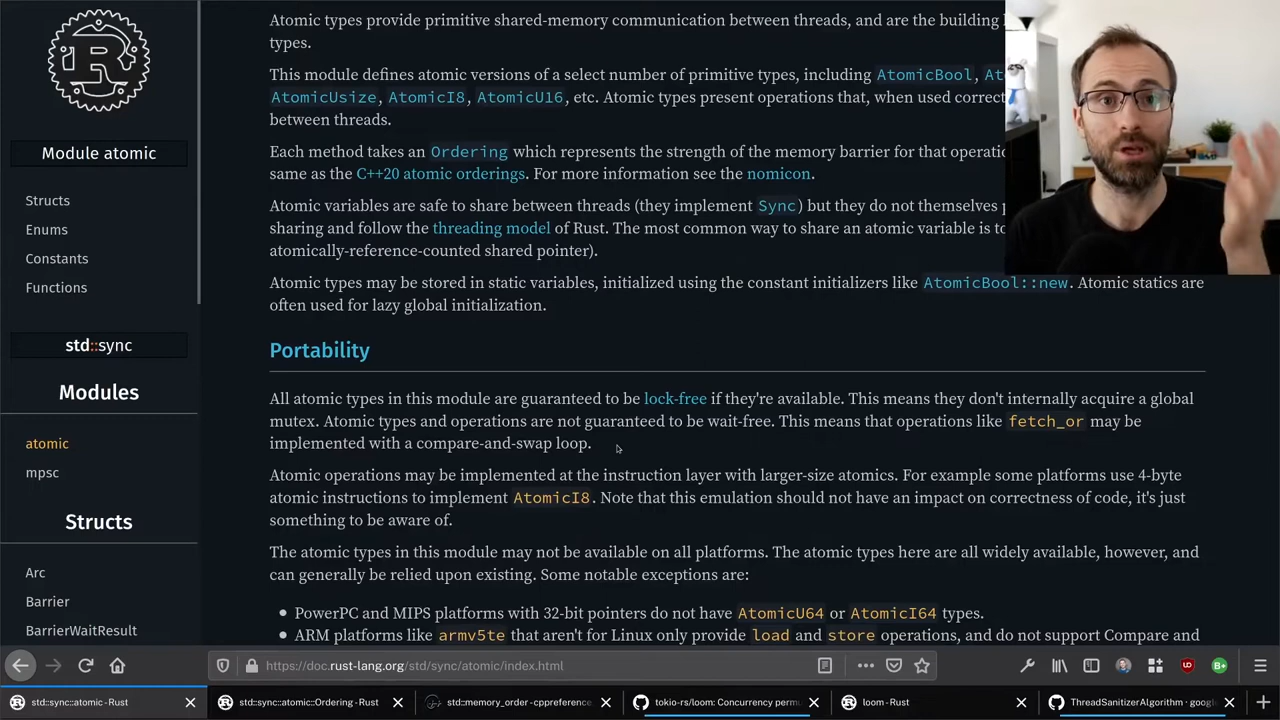 Atomic types provide primitive shared-memory communication between threads, and are the building
types.
This module defines atomic versions of a select number of primitive types, including AtomicBool,
AtomicUsize, AtomicI8, AtomicU16, etc. Atomic types present operations that, when used correct
between threads.
Each method takes an Ordering which represents the strength of the memory barrier for that operati
same as the C++20 atomic orderings. For more information see the nomicon.
Atomic variables are safe to share between threads (they implement Sync) but they do not themselves
sharing and follow the threading model of Rust. The most common way to share an atomic variable is to
atomically-reference-counted shared pointer).
Atomic types may be stored in static variables, initialized using the constant initializers like AtomicBool::new. Atomic statics are
often used for lazy global initialization.
Portability
All atomic types in this module are guaranteed to be lock-free if they're available. This means they don't internally acquire a global
mutex. Atomic types and operations are not guaranteed to be wait-free. This means that operations like fetch_or may be
implemented with a compare-and-swap loop.
Atomic operations may be implemented at the instruction layer with larger-size atomics. For example some platforms use 4-byte
atomic instructions to implement AtomicI8. Note that this emulation should not have an impact on correctness of code, it's just
something to be aware of.
The atomic types in this module may not be available on all platforms. The atomic types here are all widely available, however, and
can generally be relied upon existing. Some notable exceptions are:
PowerPC and MIPS platforms with 32-bit pointers do not have AtomicU64 or AtomicI64 types.
ARM platforms like armv5te that aren't for Linux only provide load and store operations, and do not support Compare and
R
Module atomic
Structs
Enums
Constants
Functions
std::sync
Modules
atomic
mpsc
Structs
Arc
Barrier
BarrierWaitResult
https://doc.rust-lang.org/std/sync/atomic/index.html
std::sync::atomic - Rust
std::sync::atomic::Ordering - Rust
std::memory_order - cppreference
tokio-rs/loom: Concurrency perm
loom - Rust
ThreadSanitizerAlgorithm · googl